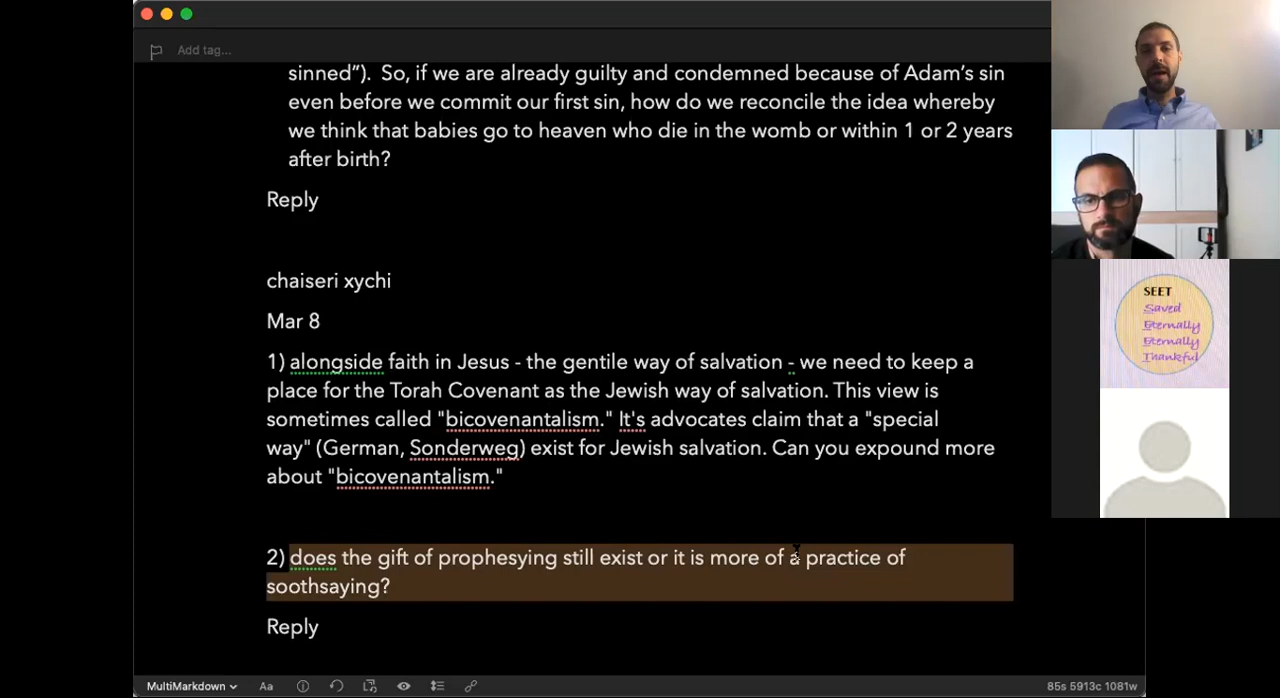 Add tag...
sinned”). So, if we are already guilty and condemned because of Adam’s sin
even before we commit our first sin, how do we reconcile the idea whereby
we think that babies go to heaven who die in the womb or within 1 or 2 years
after birth?
Reply
chaiseri xychi
Mar 8
1) alongside faith in Jesus - the gentile way of salvation - we need to keep a
place for the Torah Covenant as the Jewish way of salvation. This view is
sometimes called "bicovenantalism." It's advocates claim that a "special
way" (German, Sonderweg) exist for Jewish salvation. Can you expound more
about "bicovenantalism."
2) does the gift of prophesying still exist or it is more of a practice of
soothsaying?
Reply
MultiMarkdown
Aa
85s 5913c 1081w
SEET
Saved
Eternally
Eternally
Thankful